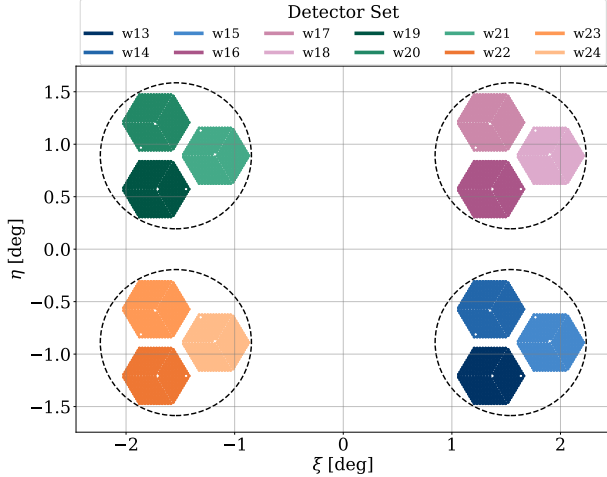 Detector Set
w13 w15 w17 w19 w21 w23
w14 w16 w18 w20 w22 w24
η [deg]
1.5
1.0
0.5
0.0
−0.5
−1.0
−1.5
−2 −1 0 1 2
ξ [deg]